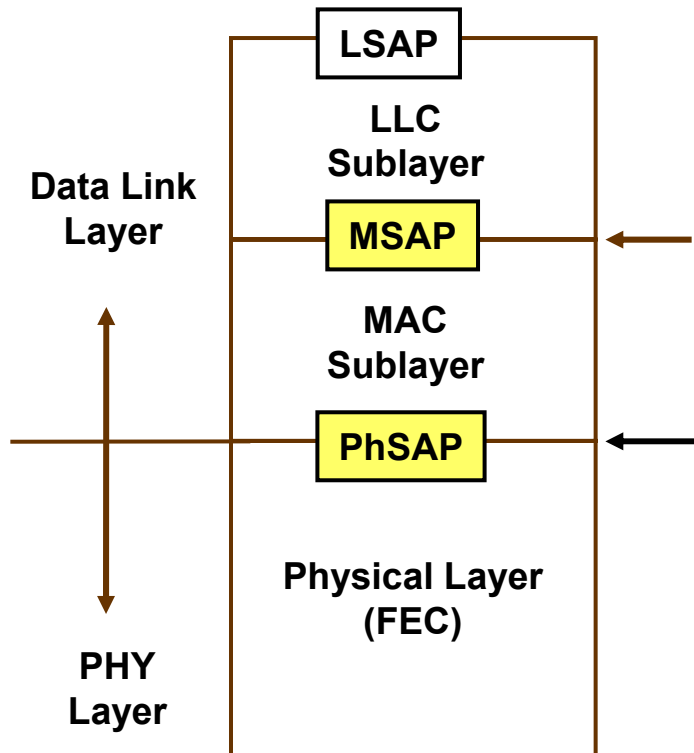 LSAP
LLC
Sublayer
Data Link
Layer
MSAP
MAC
Sublayer
PhSAP
Physical Layer
(FEC)
PHY
Layer